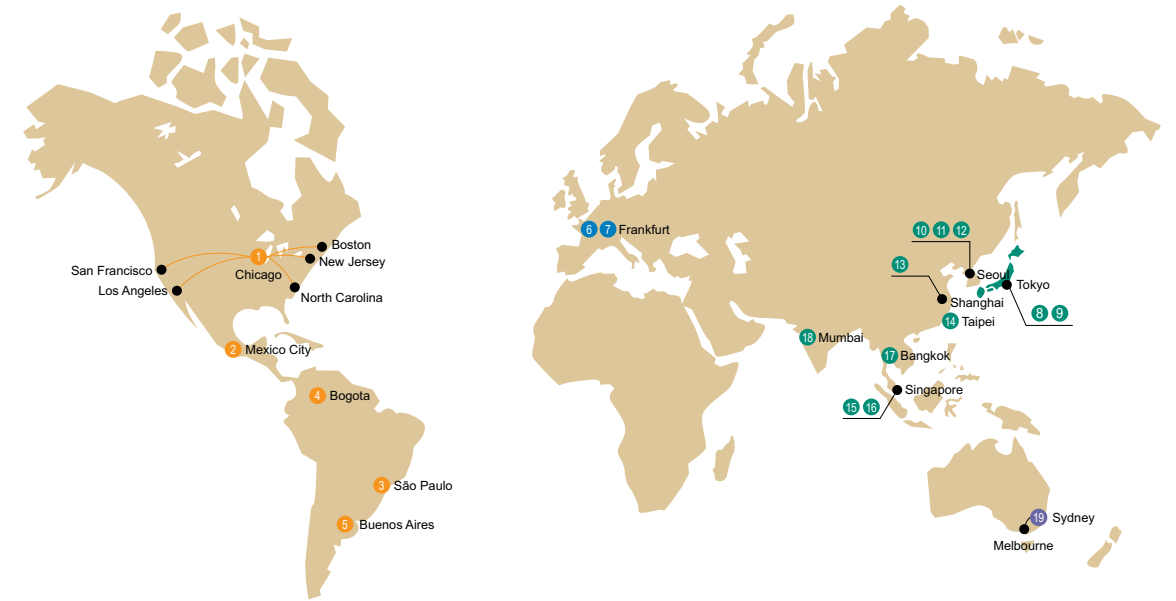 Boston
1
New Jersey
San Francisco
Chicago
Los Angeles
North Carolina
2 Mexico City
4 Bogota
3 São Paulo
5 Buenos Aires
6 7 Frankfurt
10 11 12
13
Seoul
Tokyo
Shanghai
8 9
14 Taipei
18 Mumbai
17 Bangkok
Singapore
15 16
19 Sydney
Melbourne